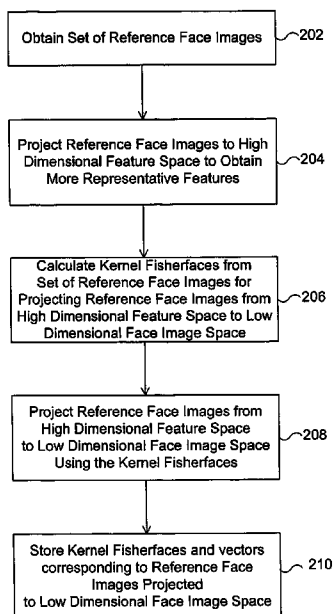 Obtain Set of Reference Face Images
202
Project Reference Face Images to High
Dimensional Feature Space to Obtain
More Representative Features
204
Calculate Kernel Fisherfaces from
Set of Reference Face Images for
Projecting Reference Face Images from
High Dimensional Feature Space to Low
Dimensional Face Image Space
206
Project Reference Face Images from
High Dimensional Feature Space
to Low Dimensional Face Image Space
Using the Kernel Fisherfaces
208
Store Kernel Fisherfaces and vectors
corresponding to Reference Face
Images Projected
to Low Dimensional Face Image Space
210